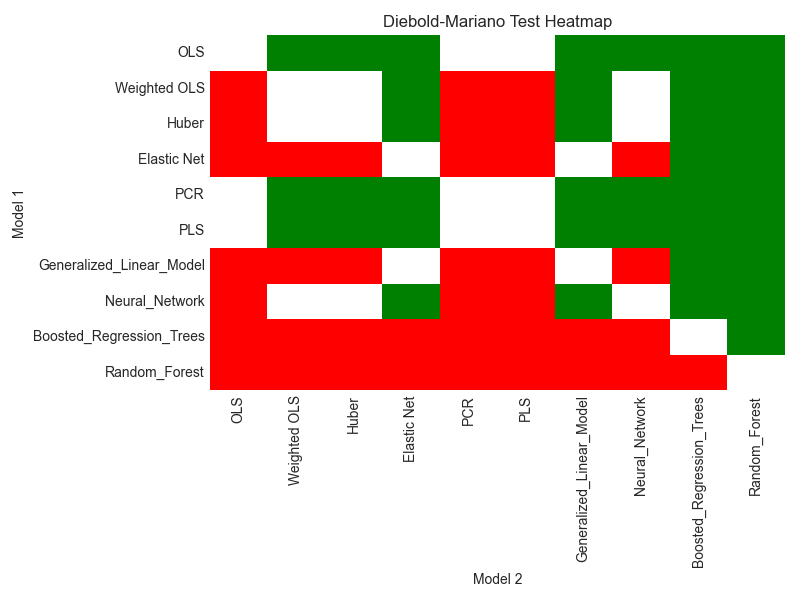 Diebold-Mariano Test Heatmap
OLS
Weighted OLS
Huber
Elastic Net
PCR
PLS
Generalized_Linear_Model
Neural_Network
Boosted_Regression_Trees
Random_Forest
Model 1
OLS
Weighted OLS
Huber
Elastic Net
PCR
PLS
Generalized_Linear_Model
Neural_Network
Boosted_Regression_Trees
Random_Forest
Model 2